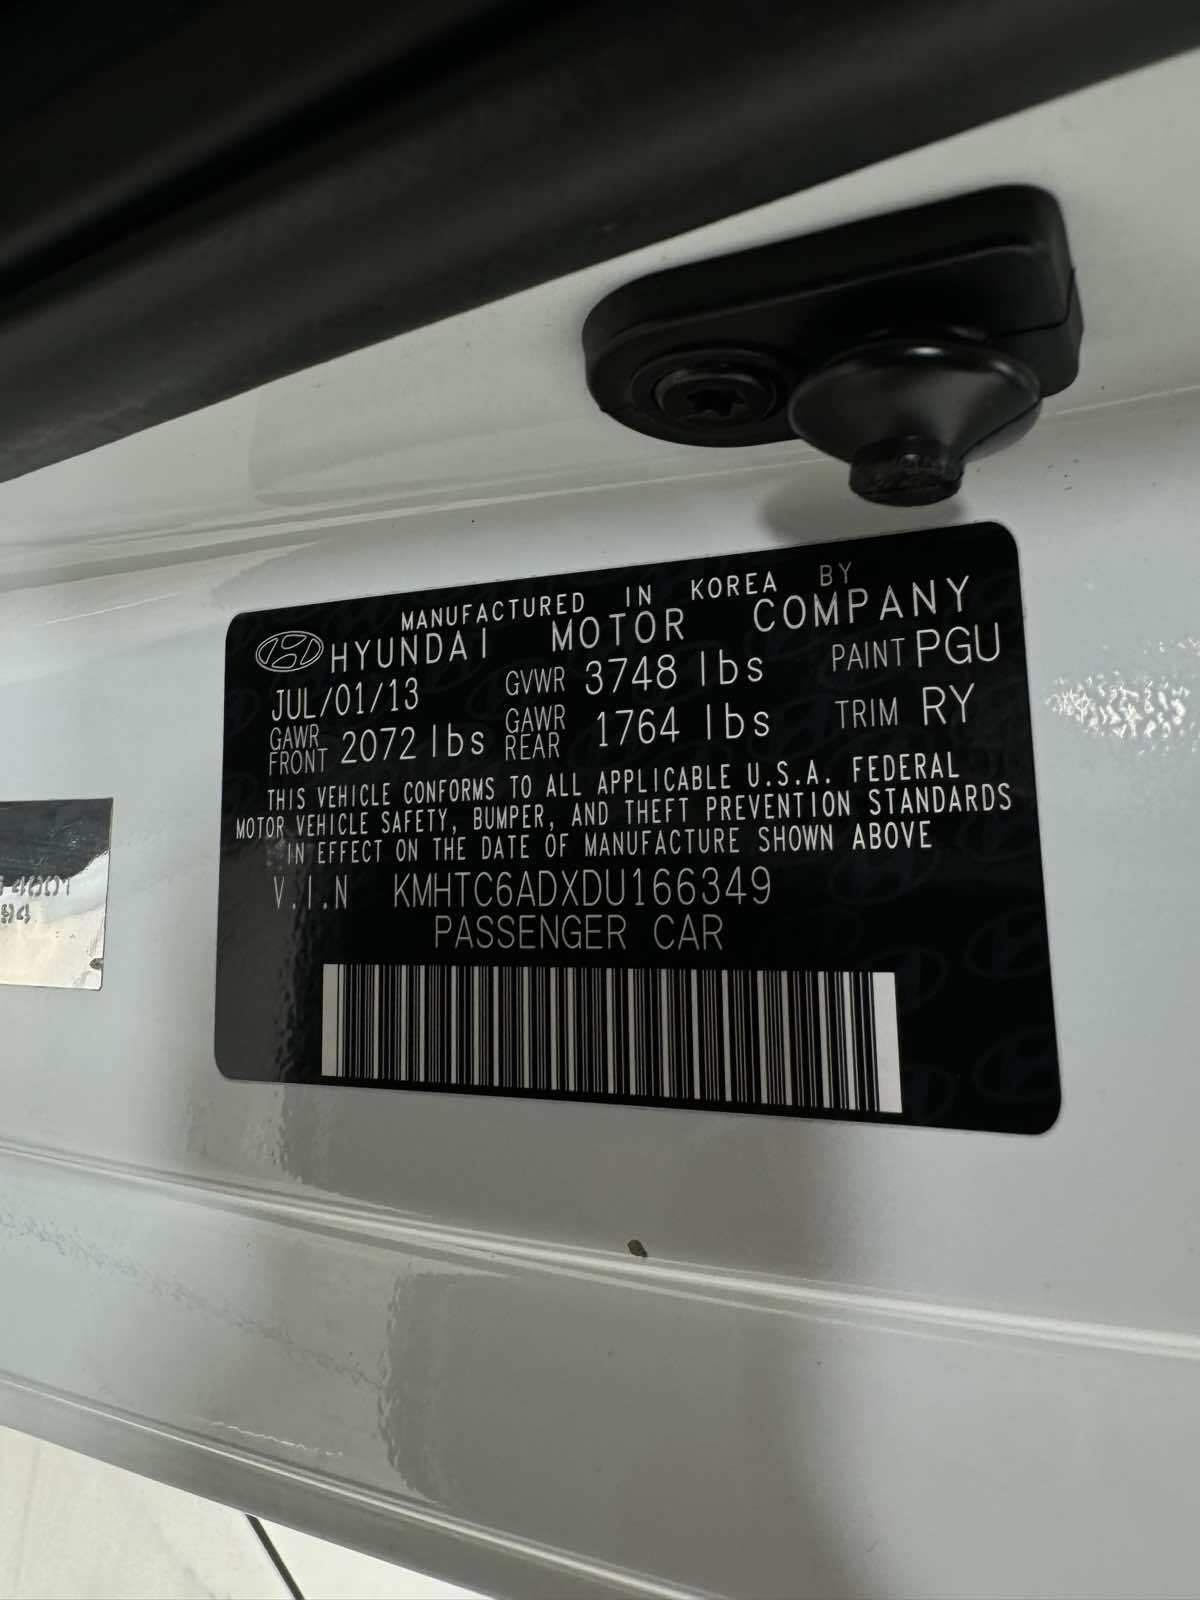 MANUFACTURED IN KOREA BY
HYUNDAI MOTOR COMPANY
JUL/01/13 GVWR 3748 lbs PAINT PGU
GAWR FRONT 2072 lbs GAWR REAR 1764 lbs TRIM RY
THIS VEHICLE CONFORMS TO ALL APPLICABLE U.S.A. FEDERAL
MOTOR VEHICLE SAFETY, BUMPER, AND THEFT PREVENTION STANDARDS
IN EFFECT ON THE DATE OF MANUFACTURE SHOWN ABOVE
V.I.N KMHTC6ADXDU166349
PASSENGER CAR